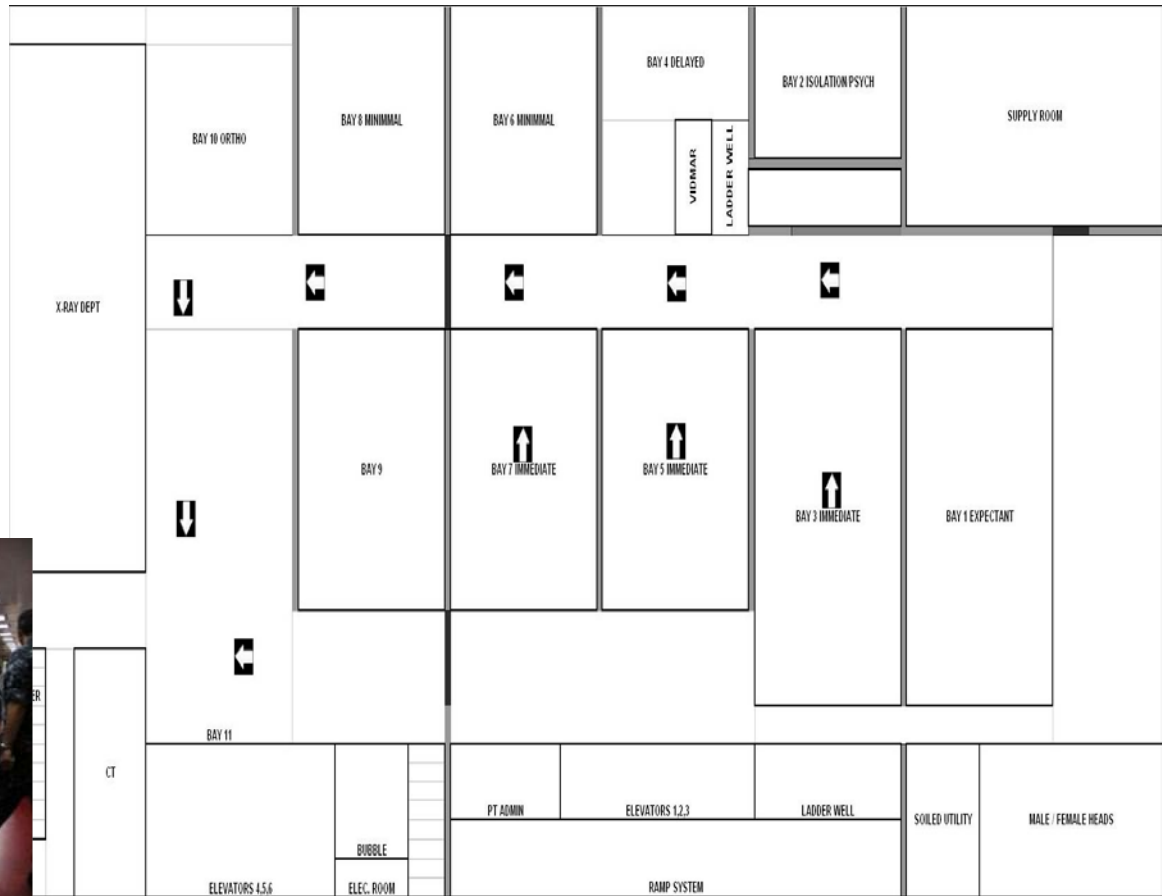 BAY 4 DELAYED
BAY 2 ISOLATION PSYCH
BAY 8 MINIMMAL
BAY 6 MINIMMAL
SUPPLY ROOM
BAY 10 ORTHO
VIDMAR
LADDER WELL
X-RAY DEPT
BAY 9
BAY 7 IMMEDIATE
BAY 5 IMMEDIATE
BAY 3 IMMEDIATE
BAY 1 EXPECTANT
ER
BAY 11
CT
PT ADMIN
ELEVATORS 1,2,3
LADDER WELL
SOILED UTILITY
MALE / FEMALE HEADS
BUBBLE
ELEVATORS 4,5,6
ELEC. ROOM
RAMP SYSTEM